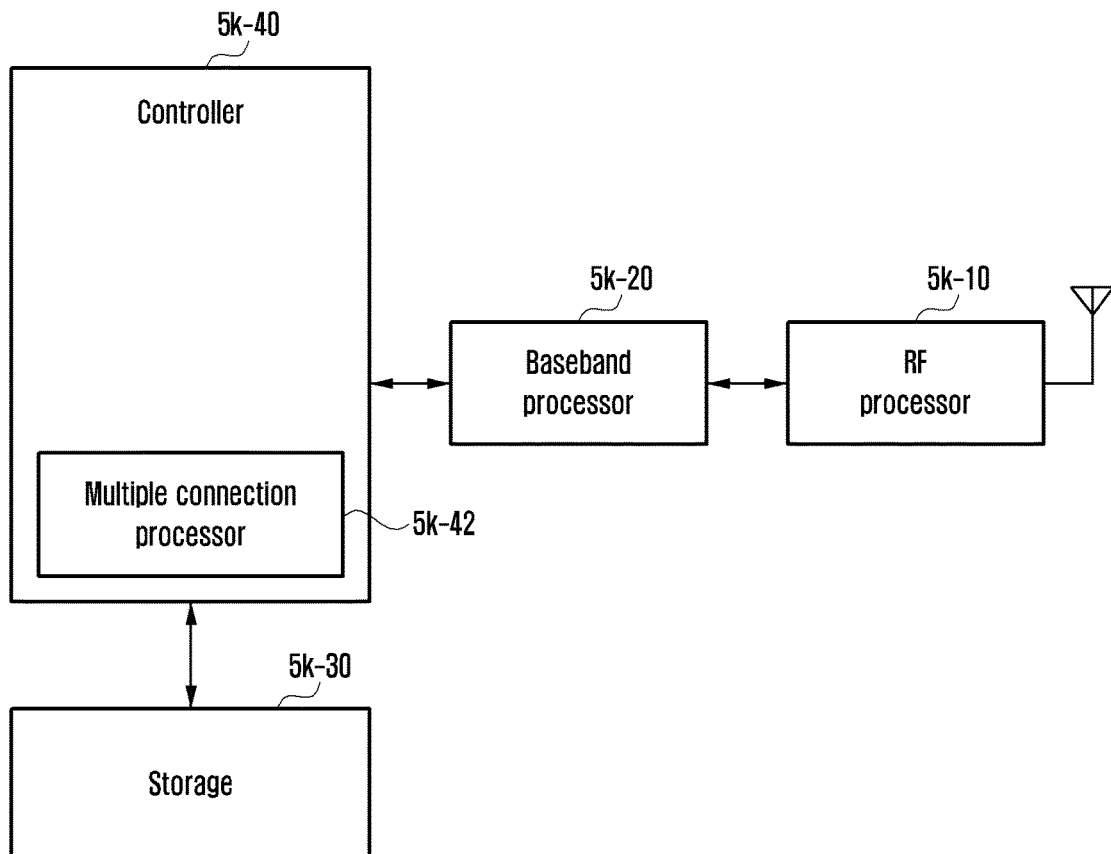 5k-40
Controller
5k-20
5k-10
Baseband
processor
RF
processor
Multiple connection
processor
5k-42
5k-30
Storage